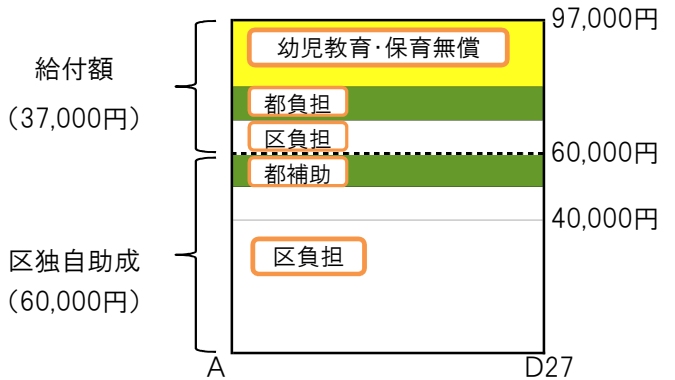 97,000円
幼児教育・保育無償
給付額
（37,000円）
都負担
区負担
60,000円
都補助
40,000円
区独自助成
（60,000円）
区負担
A
D27